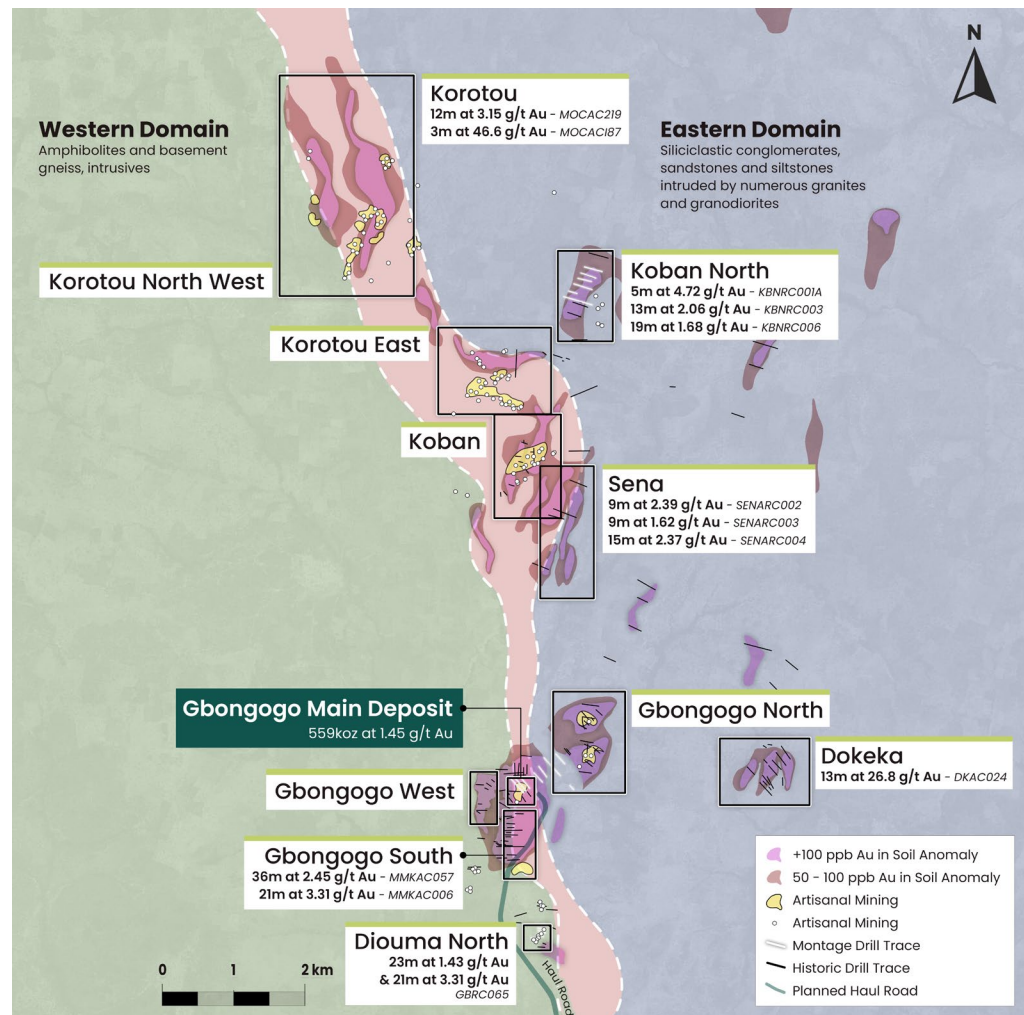 N
Western Domain
Amphibolites and basement
gneiss, intrusives
Korotou
12m at 3.15 g/t Au - MOCAC219
3m at 46.6 g/t Au - MOCAC187
Eastern Domain
Siliciclastic conglomerates,
sandstones and siltstones
intruded by numerous granites
and granodiorites
Korotou North West
Koban North
5m at 4.72 g/t Au - KBNRC001A
13m at 2.06 g/t Au - KBNRC003
19m at 1.68 g/t Au - KBNRC006
Korotou East
Koban
Sena
9m at 2.39 g/t Au - SENARC002
9m at 1.62 g/t Au - SENARC003
15m at 2.37 g/t Au - SENARC004
Gbongogo Main Deposit
559koz at 1.45 g/t Au
Gbongogo North
Dokeka
13m at 26.8 g/t Au - DKAC024
Gbongogo West
Gbongogo South
36m at 2.45 g/t Au - MMKAC057
21m at 3.31 g/t Au - MMKAC006
Diouma North
23m at 1.43 g/t Au
& 21m at 3.31 g/t Au
GBRC065
Haul Road
0 1 2 km
+100 ppb Au in Soil Anomaly
50 - 100 ppb Au in Soil Anomaly
Artisanal Mining
Artisanal Mining
Montage Drill Trace
Historic Drill Trace
Planned Haul Road